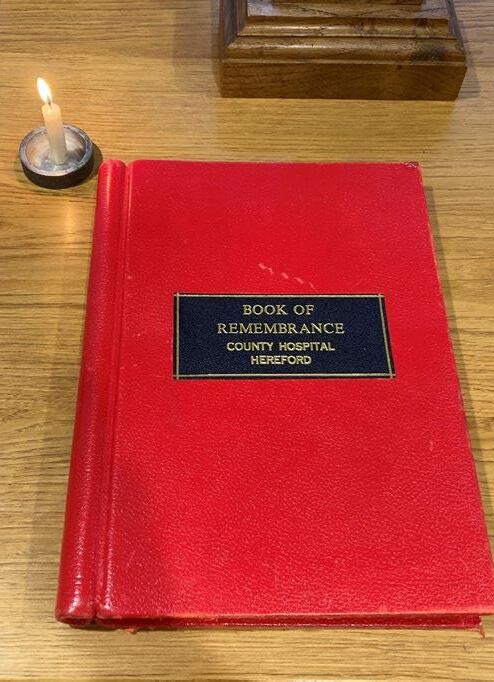 BOOK OF
REMEMBRANCE
COUNTY HOSPITAL
HEREFORD